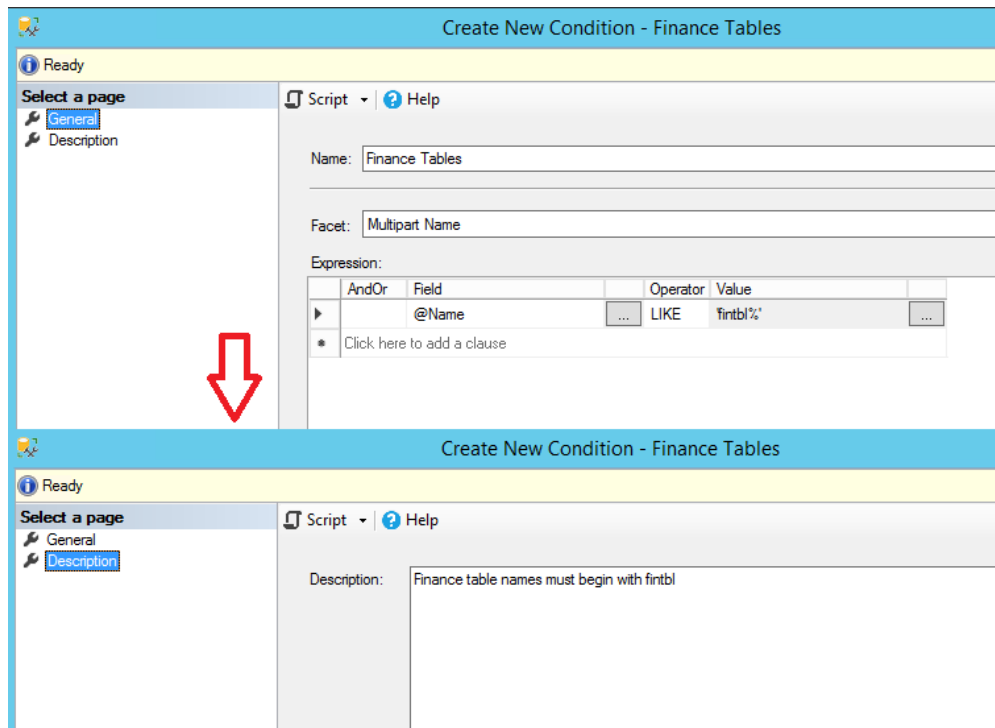 Create New Condition - Finance Tables
Ready
Select a page
General
Description
Script Help
Name: Finance Tables
Facet: Multipart Name
Expression:
AndOr Field Operator Value
@Name ... LIKE 'fintbl%' ...
Click here to add a clause
Create New Condition - Finance Tables
Ready
Select a page
General
Description
Script Help
Description: Finance table names must begin with fintbl